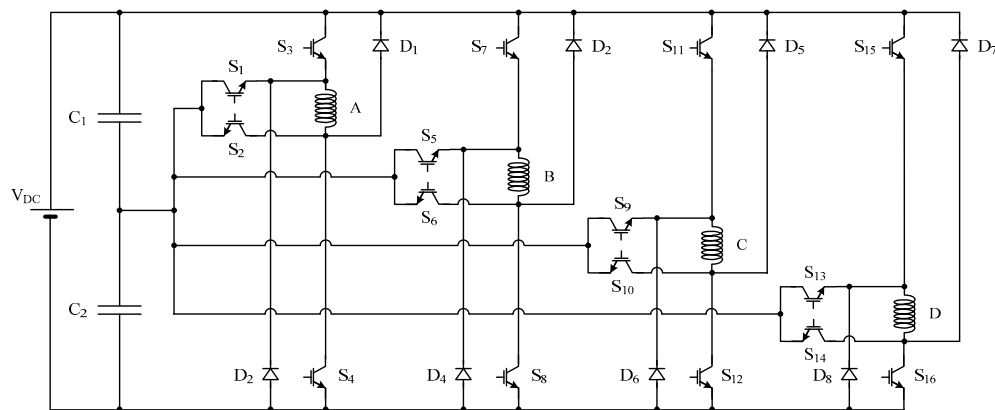 S3 D1 S7 D2 S11 D5 S15 D7
S1
C1 A
S2 S5
B
VDC S6 S9
C
S10 S13
C2 D
S14
D2 S4 D4 S8 D6 S12 D8 S16